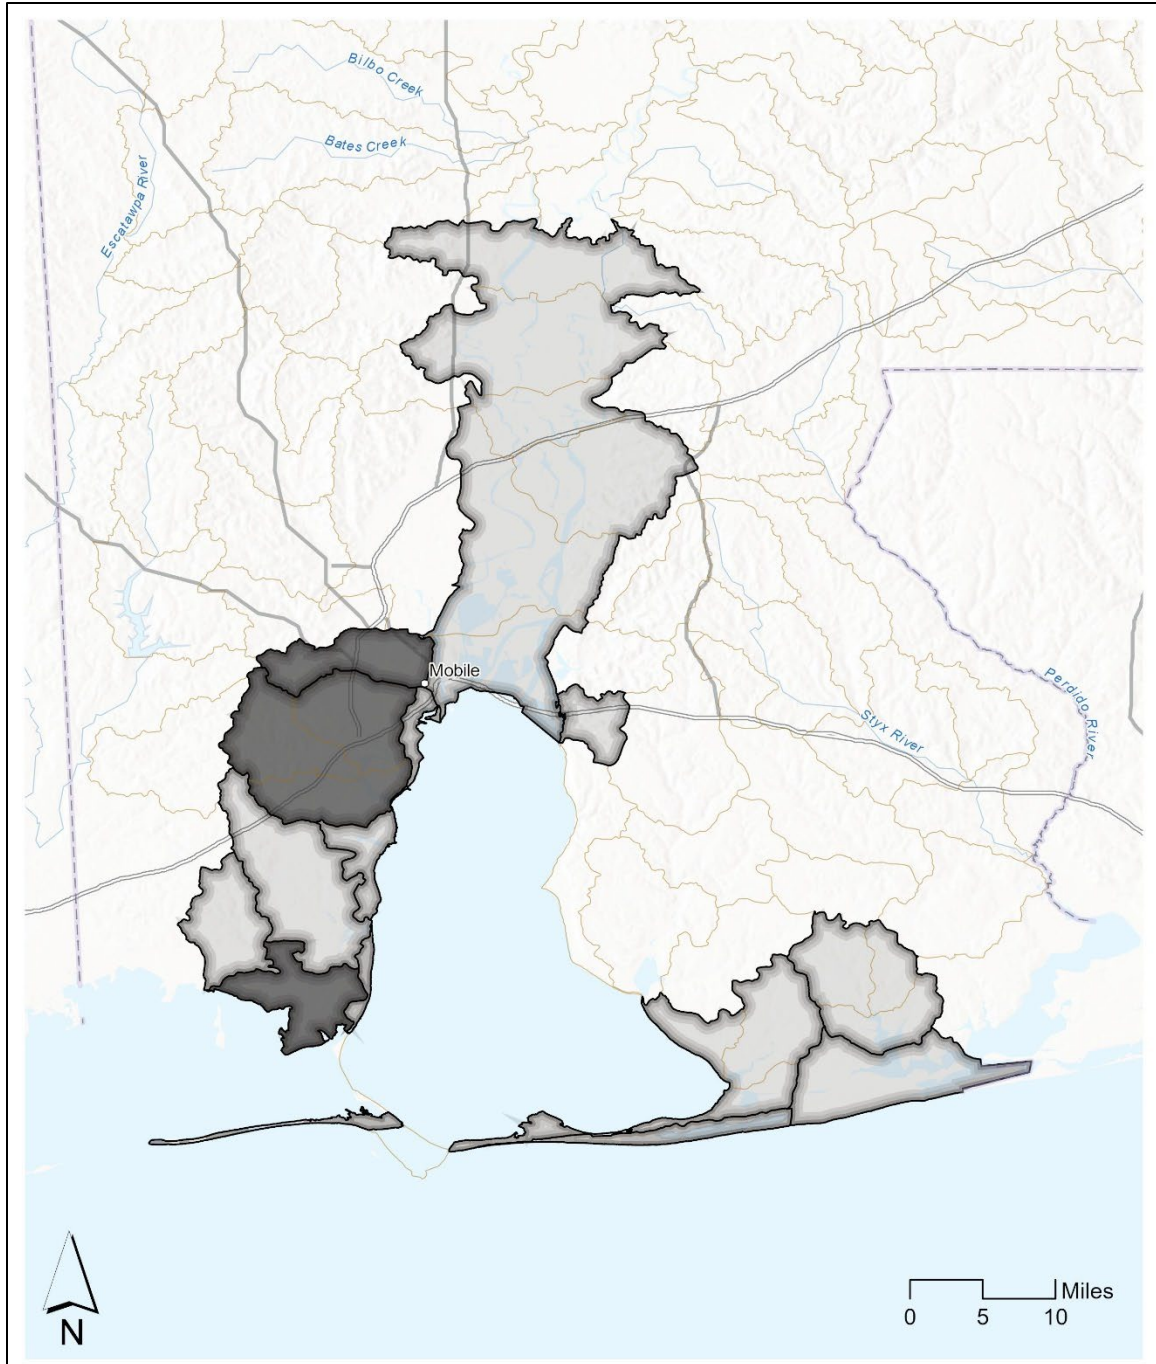 Bilbo Creek
Bates Creek
Escatawpa River
Mobile
Perdido River
Styx River
Miles
0 5 10
N